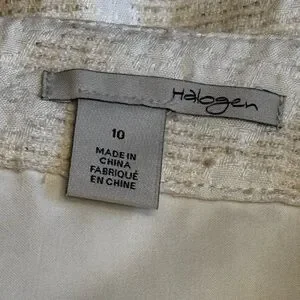 Halogen
10
MADE IN
CHINA
FABRIQUÉ
EN CHINE